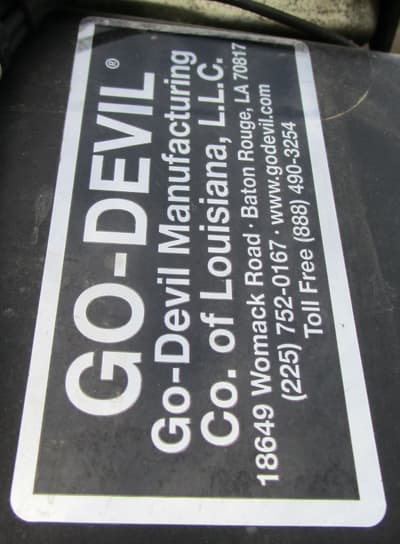 GO-DEVIL®
Go-Devil Manufacturing
Co. of Louisiana, L.L.C.
18649 Womack Road · Baton Rouge, LA 70817
(225) 752-0167 · www.godevil.com
Toll Free (888) 490-3254